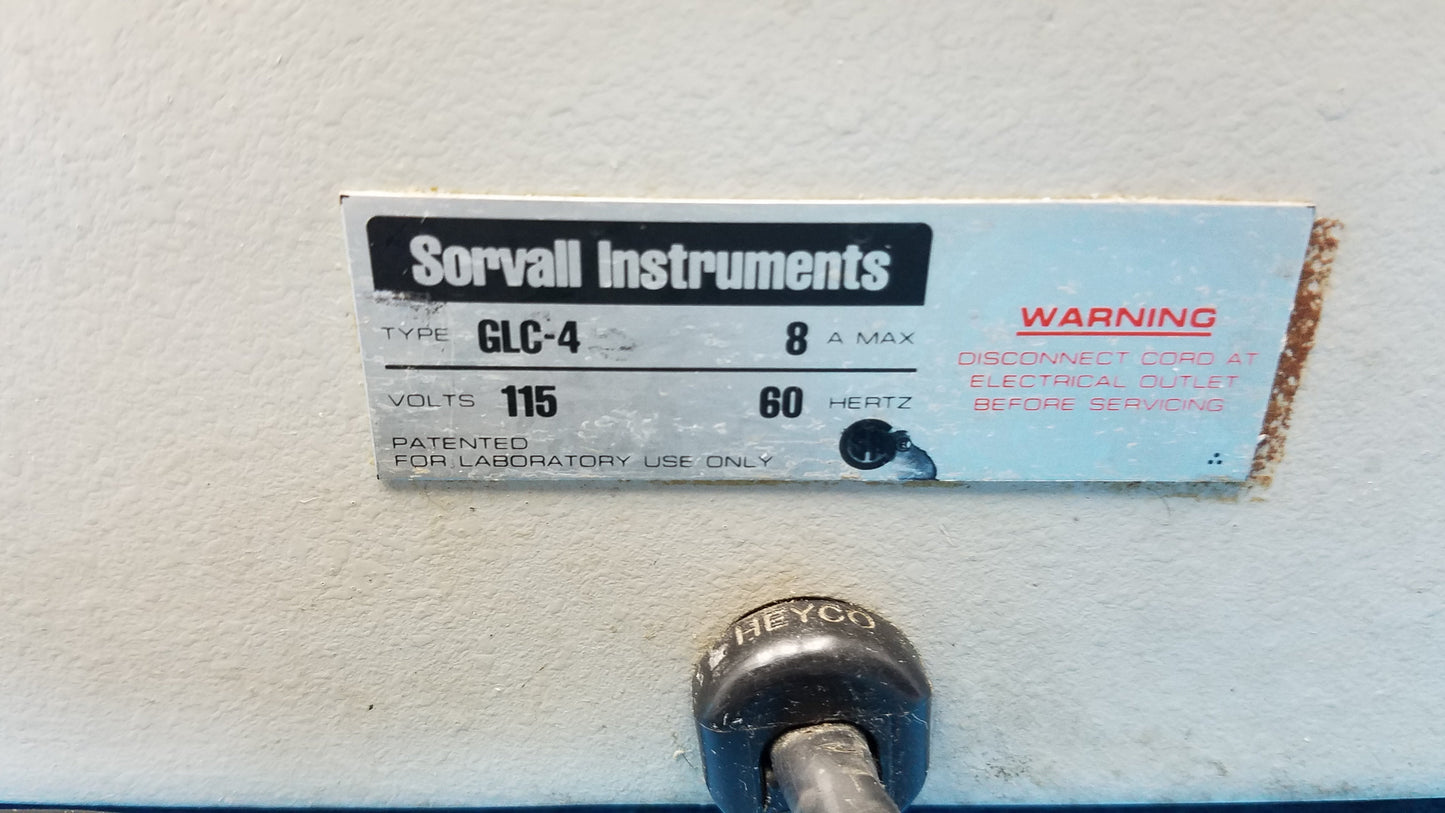 Sorvall Instruments
TYPE GLC-4 8 A MAX
VOLTS 115 60 HERTZ
PATENTED
FOR LABORATORY USE ONLY
WARNING
DISCONNECT CORD AT
ELECTRICAL OUTLET
BEFORE SERVICING
HEYCO